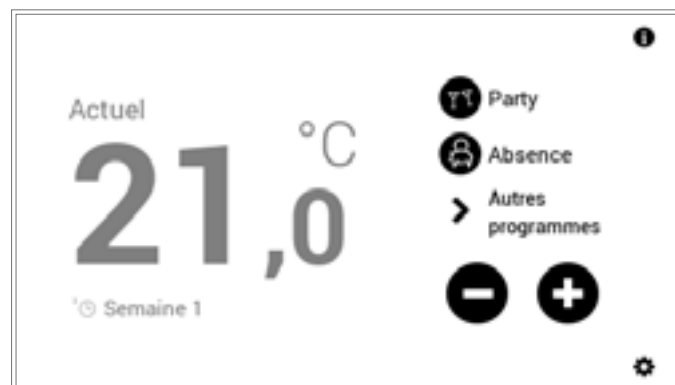 Actuel
21,0 °C
Semaine 1
Party
Absence
Autres
programmes